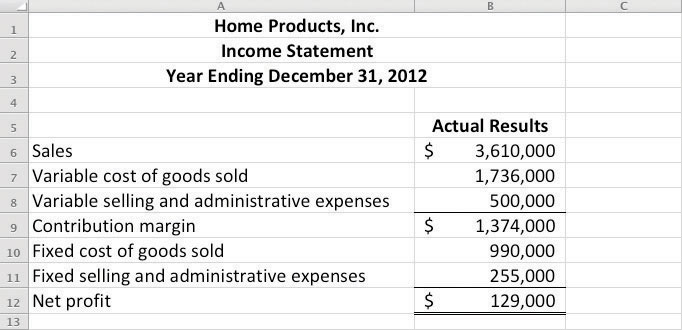 A B C
1 Home Products, Inc.
2 Income Statement
3 Year Ending December 31, 2012
4
5 Actual Results
6 Sales $ 3,610,000
7 Variable cost of goods sold 1,736,000
8 Variable selling and administrative expenses 500,000
9 Contribution margin $ 1,374,000
10 Fixed cost of goods sold 990,000
11 Fixed selling and administrative expenses 255,000
12 Net profit $ 129,000
13